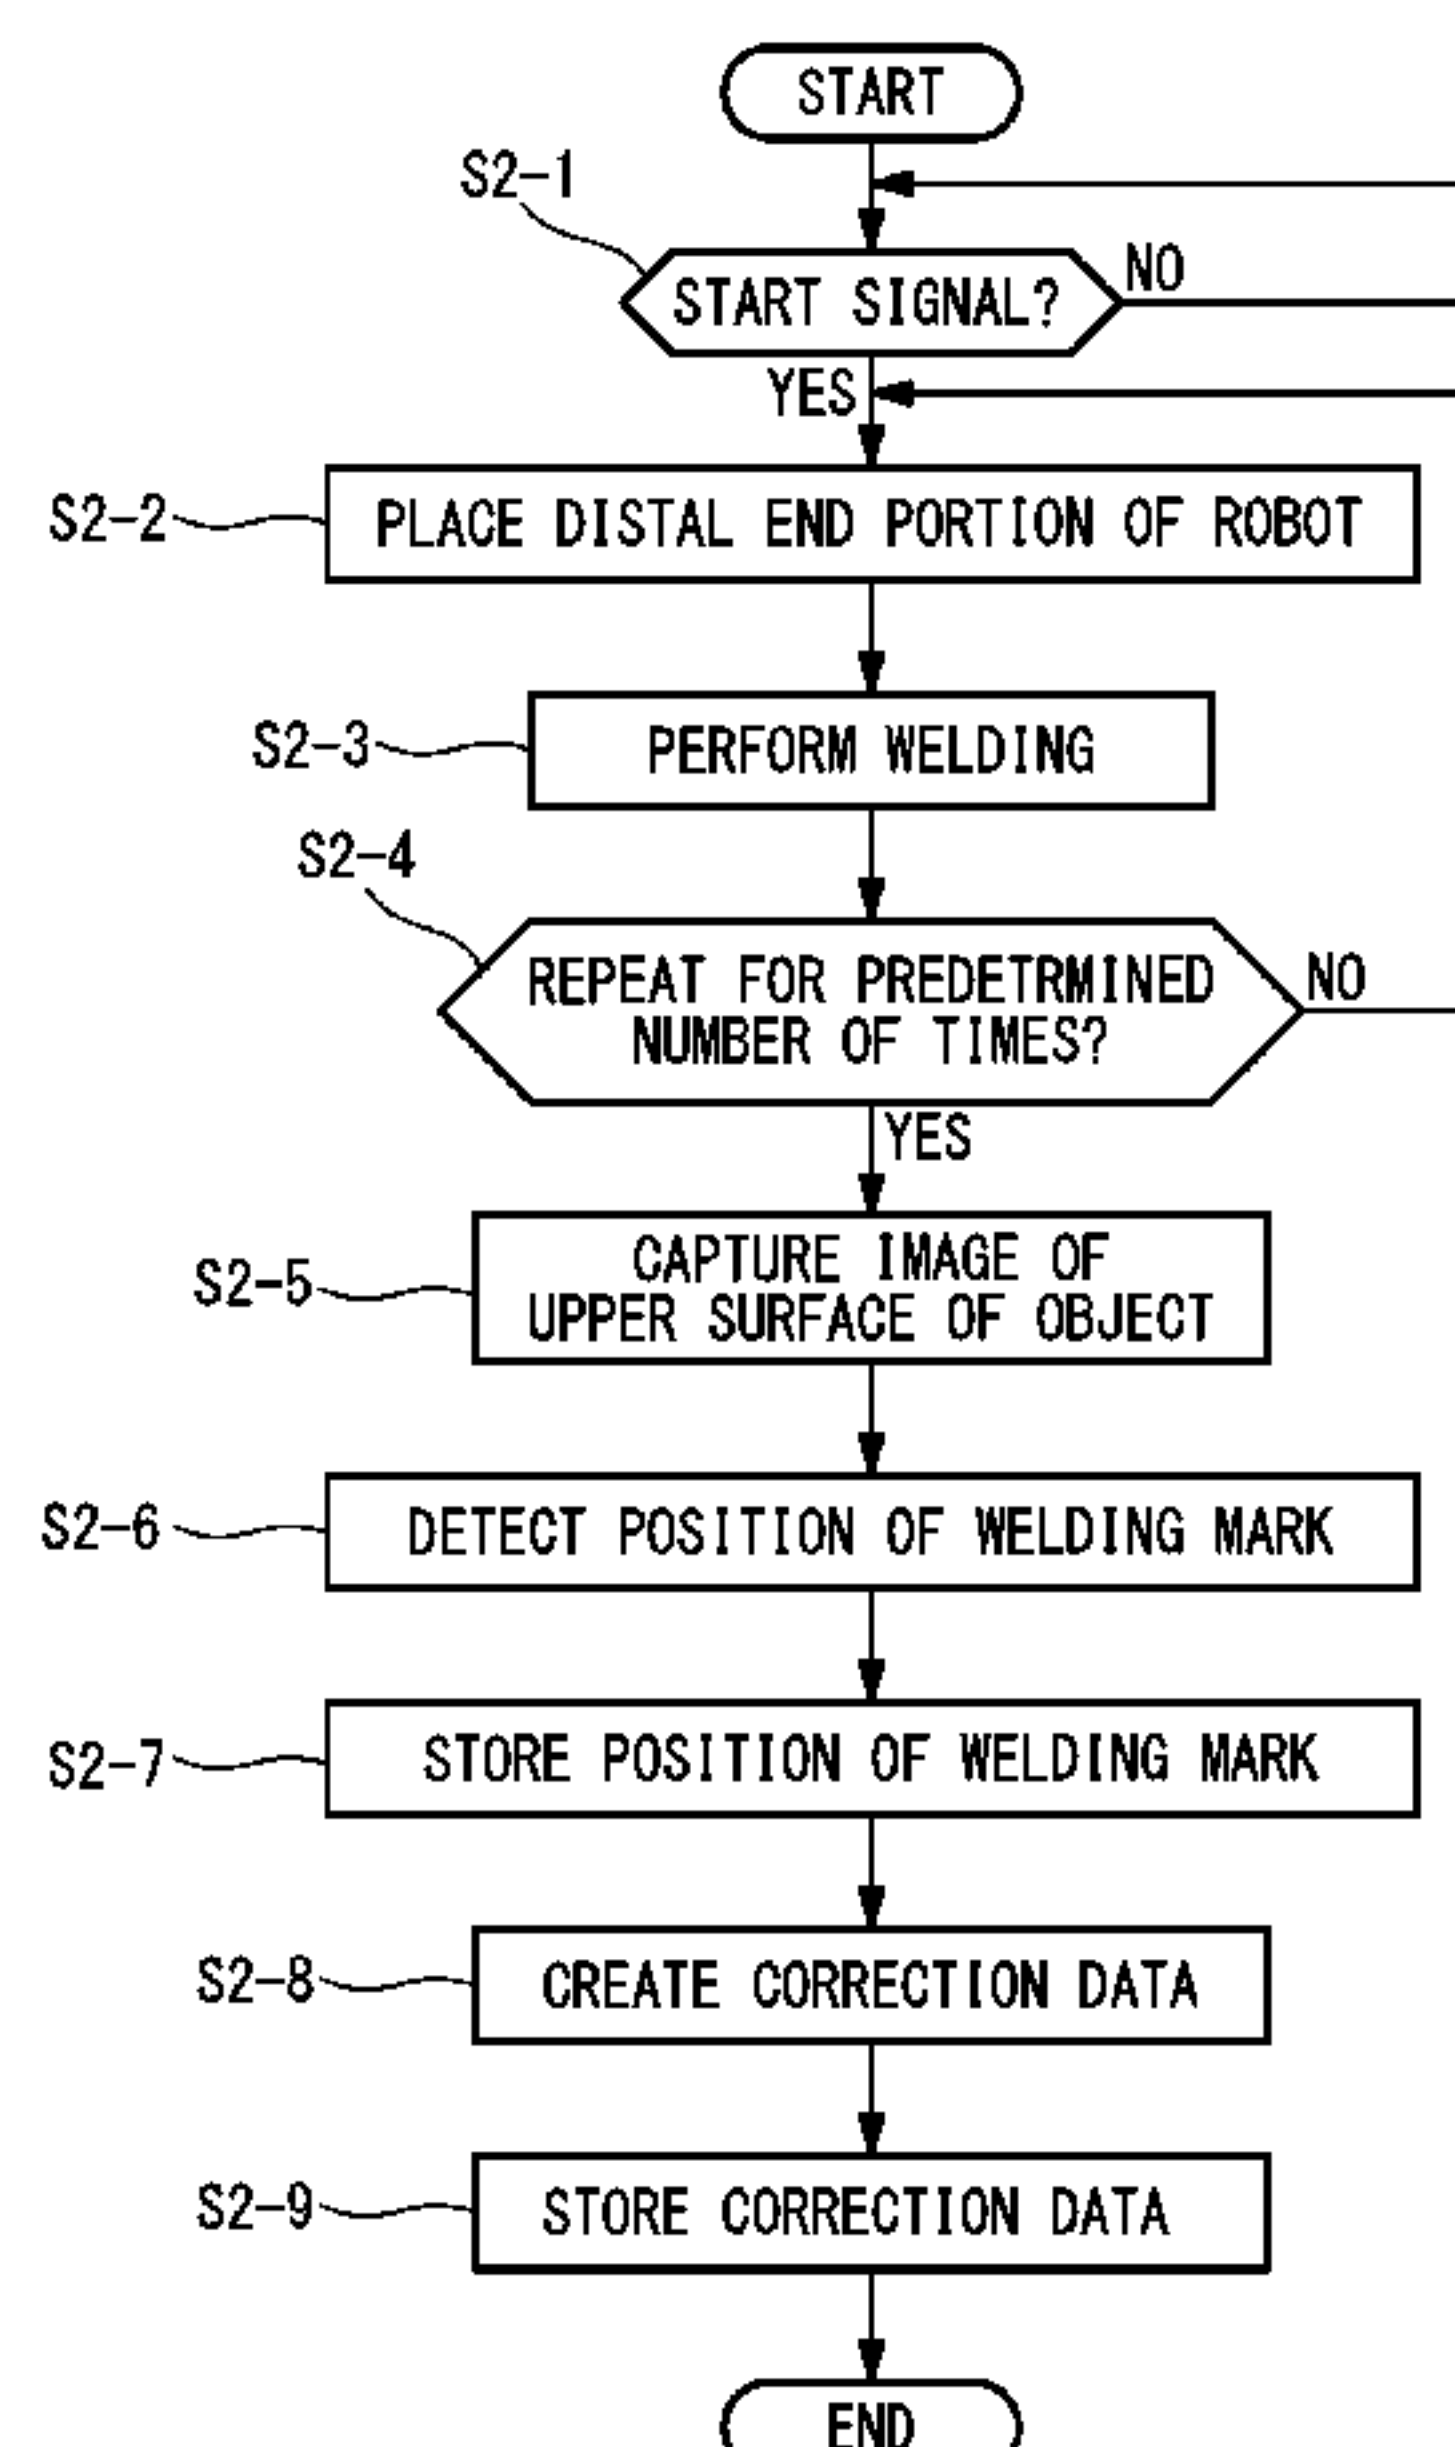 START
S2-1
START SIGNAL?
NO
YES
S2-2
PLACE DISTAL END PORTION OF ROBOT
S2-3
PERFORM WELDING
S2-4
REPEAT FOR PREDETRMINED
NUMBER OF TIMES?
NO
YES
S2-5
CAPTURE IMAGE OF
UPPER SURFACE OF OBJECT
S2-6
DETECT POSITION OF WELDING MARK
S2-7
STORE POSITION OF WELDING MARK
S2-8
CREATE CORRECTION DATA
S2-9
STORE CORRECTION DATA
END